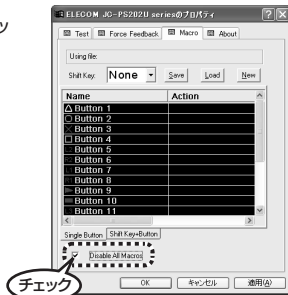 ッ
ELECOM JC-PS202U seriesのプロパティ
Test Force Feedback Macro About
Using file:
Shift Key: None Save Load New
Name Action
Button 1
Button 2
Button 3
Button 4
Button 5
Button 6
Button 7
Button 8
Button 9
Button 10
Button 11
Single Button Shift Key+Button
Disable All Macros
チェック
OK キャンセル 適用(A)